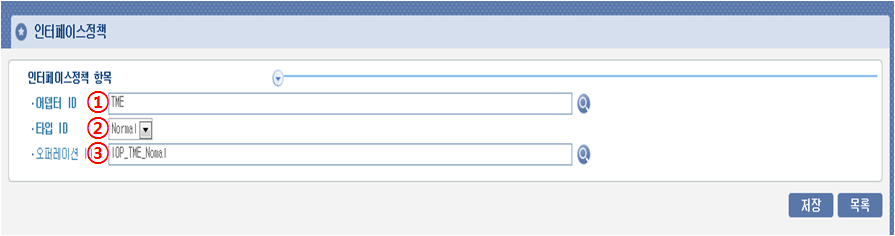 인터페이스정책
인터페이스정책 항목
·어댑터 ID ① TME
·타입 ID ② Normal
·오퍼레이션 ID ③ IOP_TME_Nomal
저장 목록